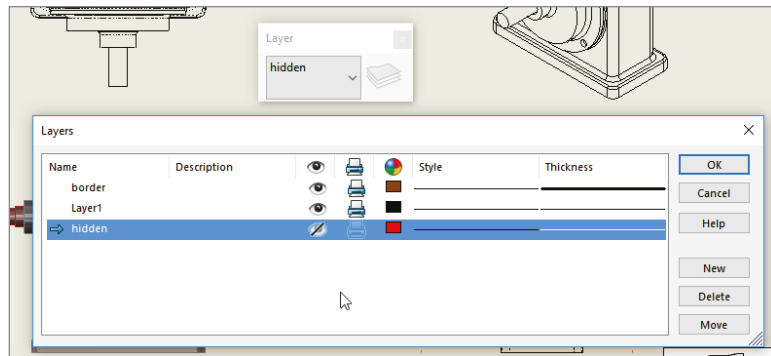 Layer
hidden
Layers
Name Description Style Thickness
border
Layer1
hidden
OK
Cancel
Help
New
Delete
Move